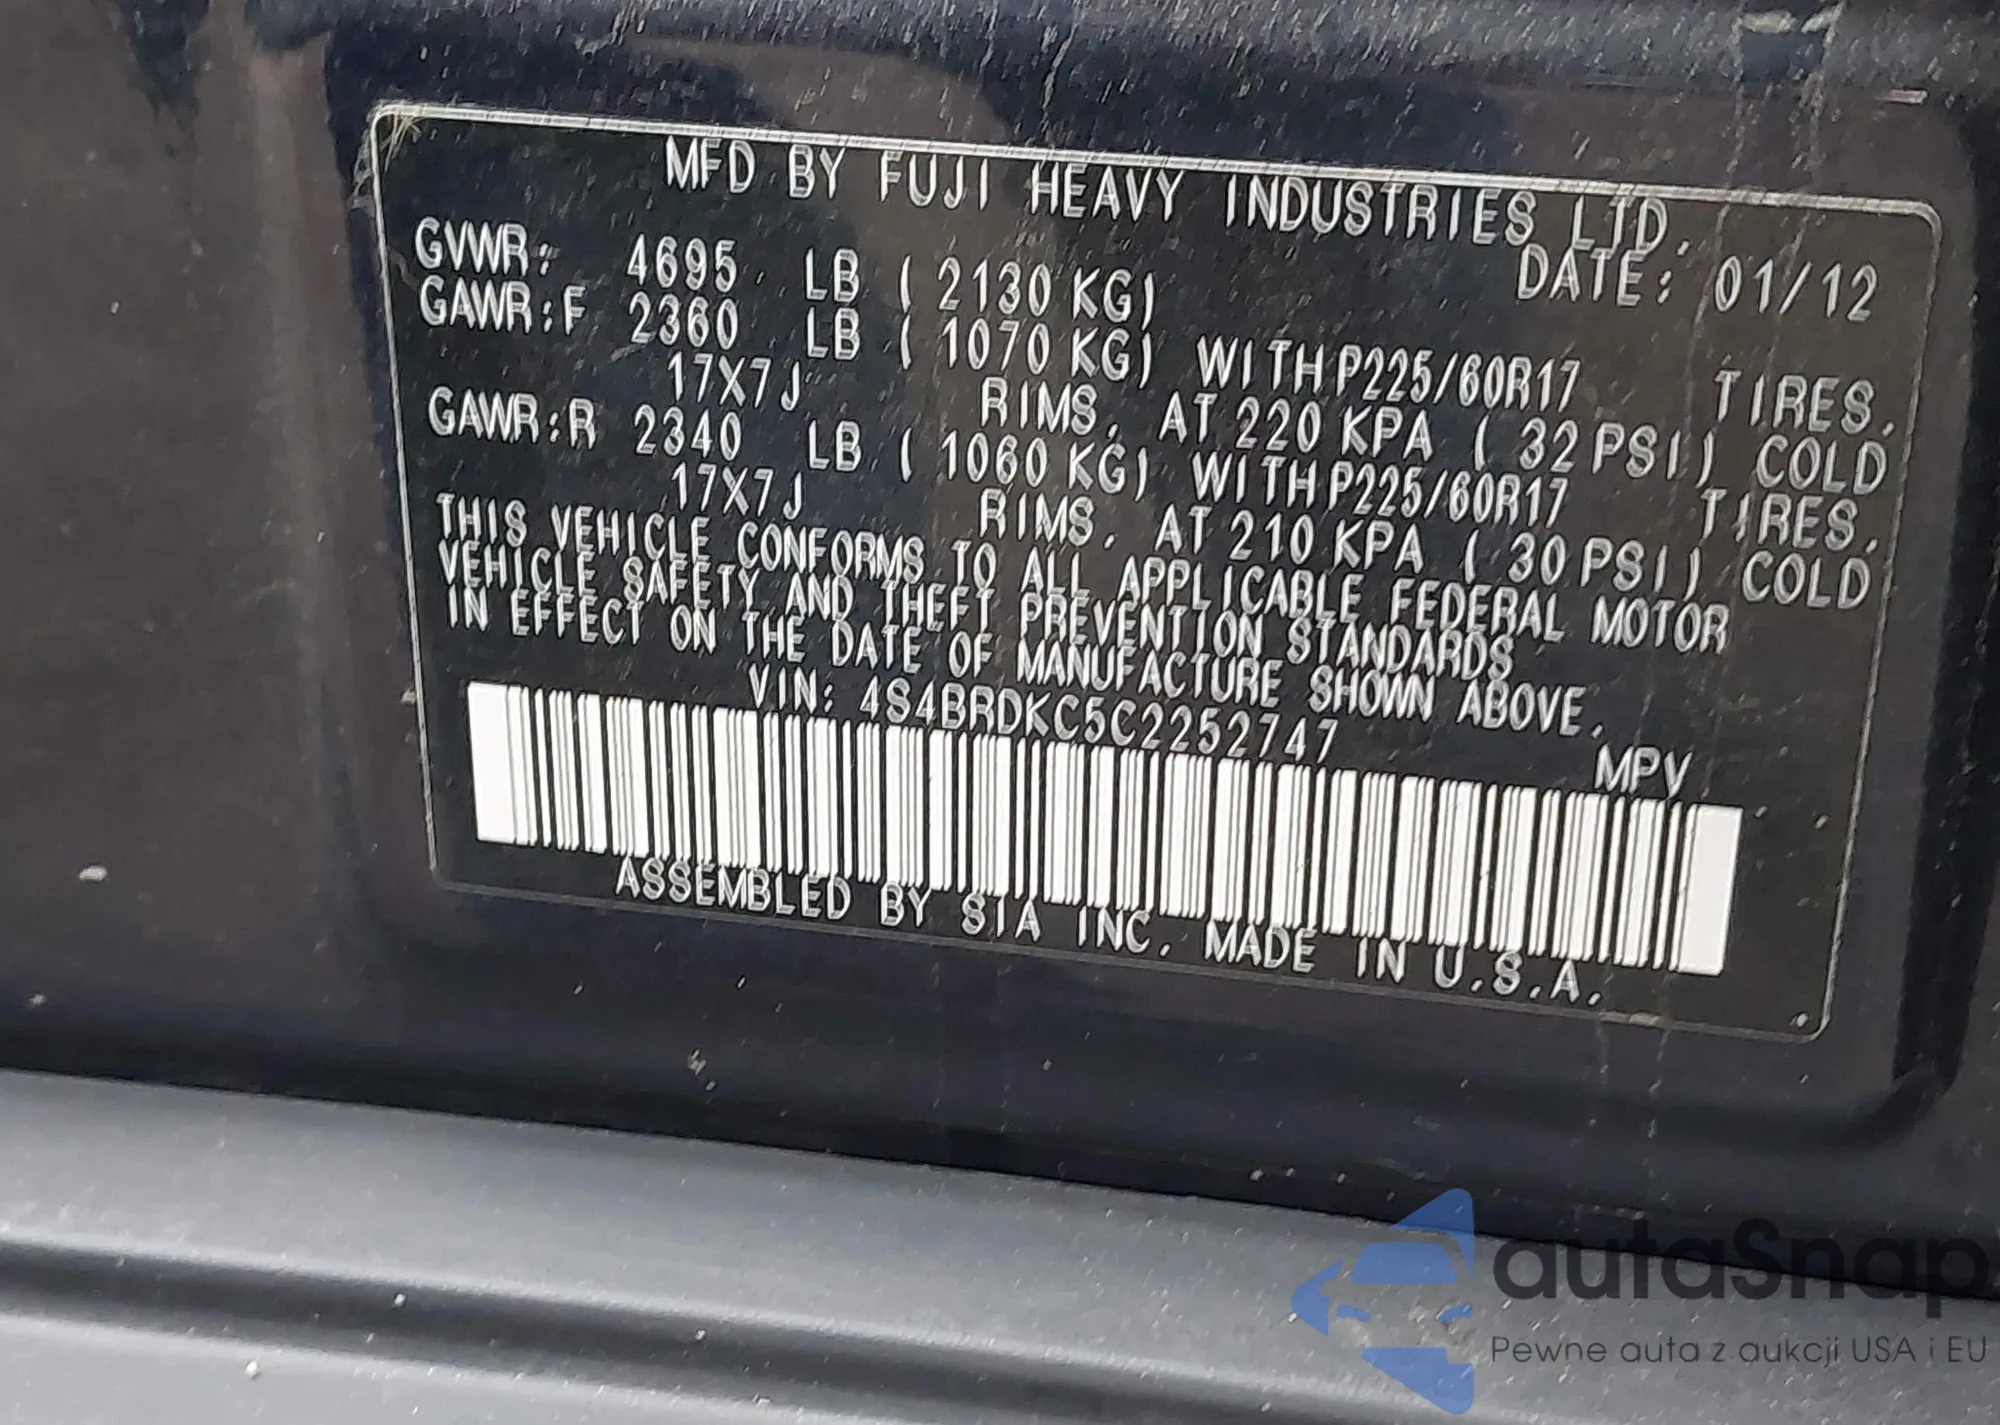 MFD BY FUJI HEAVY INDUSTRIES LTD.
DATE: 01/12
GVWR: 4695 LB ( 2130 KG)
GAWR:F 2360 LB ( 1070 KG) WITH P225/60R17 TIRES.
17X7J RIMS, AT 220 KPA ( 32 PSI) COLD
GAWR:R 2340 LB ( 1060 KG) WITH P225/60R17 TIRES.
17X7J RIMS, AT 210 KPA ( 30 PSI) COLD
THIS VEHICLE CONFORMS TO ALL APPLICABLE FEDERAL MOTOR
VEHICLE SAFETY AND THEFT PREVENTION STANDARDS
IN EFFECT ON THE DATE OF MANUFACTURE SHOWN ABOVE.
VIN: 4S4BRDKC5C2252747
MPV
ASSEMBLED BY SIA INC. MADE IN U.S.A.
autaSnap
Pewne auta z aukcji USA i EU